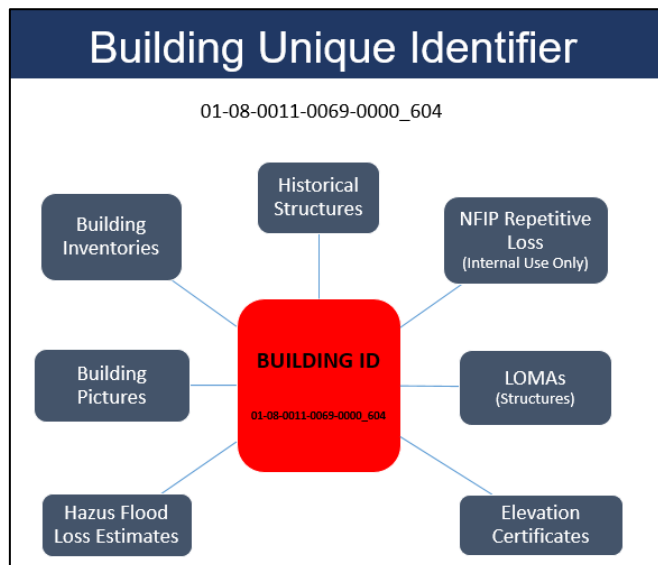 Building Unique Identifier
01-08-0011-0069-0000_604
Historical
Structures
Building
Inventories
NFIP Repetitive
Loss
(Internal Use Only)
BUILDING ID
01-08-0011-0069-0000_604
Building
Pictures
LOMAs
(Structures)
Hazus Flood
Loss Estimates
Elevation
Certificates